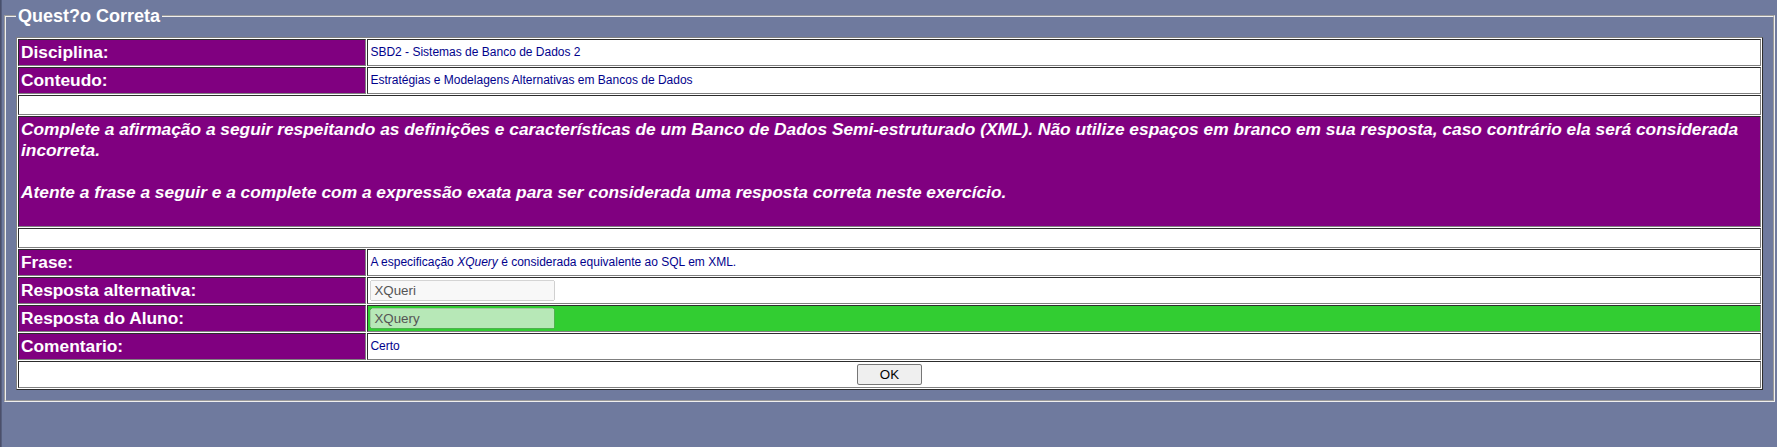 Quest?o Correta
Disciplina: SBD2 - Sistemas de Banco de Dados 2
Conteudo: Estratégias e Modelagens Alternativas em Bancos de Dados
Complete a afirmação a seguir respeitando as definições e características de um Banco de Dados Semi-estruturado (XML). Não utilize espaços em branco em sua resposta, caso contrário ela será considerada
incorreta.
Atente a frase a seguir e a complete com a expressão exata para ser considerada uma resposta correta neste exercício.
Frase: A especificação XQuery é considerada equivalente ao SQL em XML.
Resposta alternativa: XQueri
Resposta do Aluno: XQuery
Comentario: Certo
OK